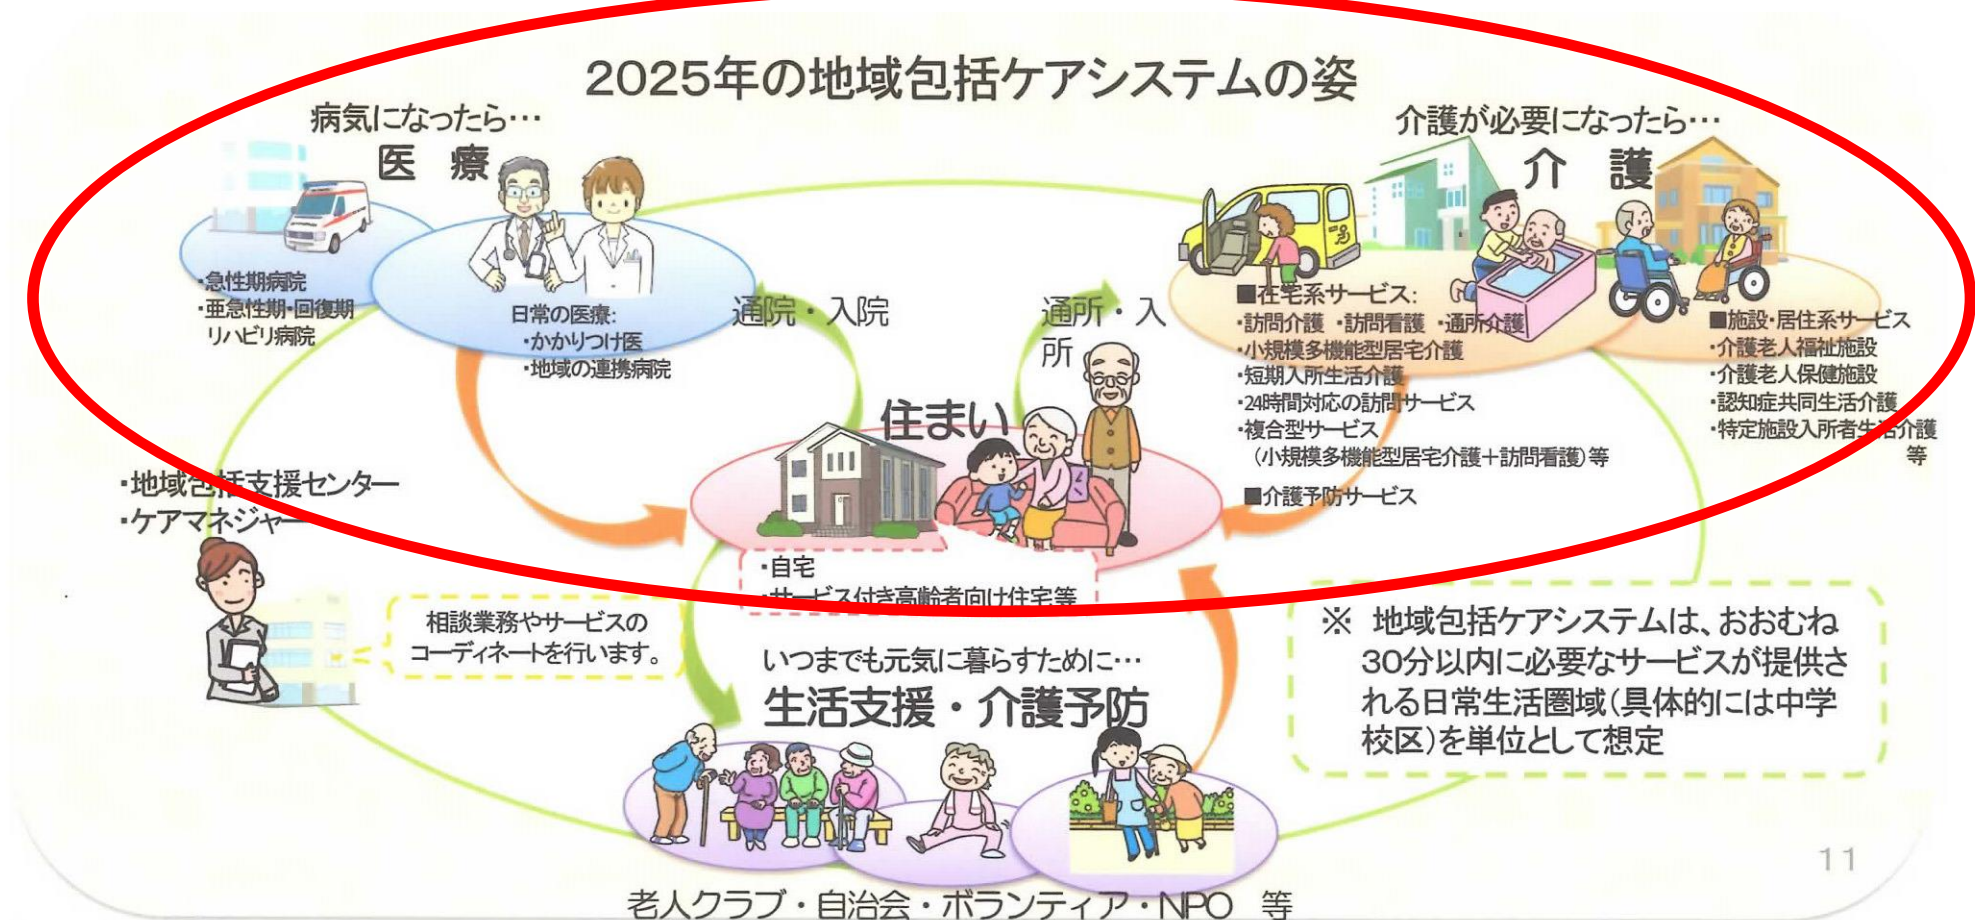 2025年の地域包括ケアシステムの姿
病気になったら…
医 療
・急性期病院
・亜急性期・回復期
リハビリ病院
日常の医療:
・かかりつけ医
・地域の連携病院
通院・入院
通所・入
所
介護が必要になったら…
介 護
■在宅系サービス:
・訪問介護 ・訪問看護 ・通所介護
・小規模多機能型居宅介護
・短期入所生活介護
・24時間対応の訪問サービス
・複合型サービス
(小規模多機能型居宅介護+訪問看護)等
■介護予防サービス
■施設・居住系サービス
・介護老人福祉施設
・介護老人保健施設
・認知症共同生活介護
・特定施設入所者生活介護
等
住まい
・自宅
・サービス付き高齢者向け住宅等
・地域包括支援センター
・ケアマネジャー
相談業務やサービスの
コーディネートを行います。
いつまでも元気に暮らすために…
生活支援・介護予防
老人クラブ・自治会・ボランティア・NPO 等
※ 地域包括ケアシステムは、おおむね
30分以内に必要なサービスが提供さ
れる日常生活圏域(具体的には中学
校区)を単位として想定
11